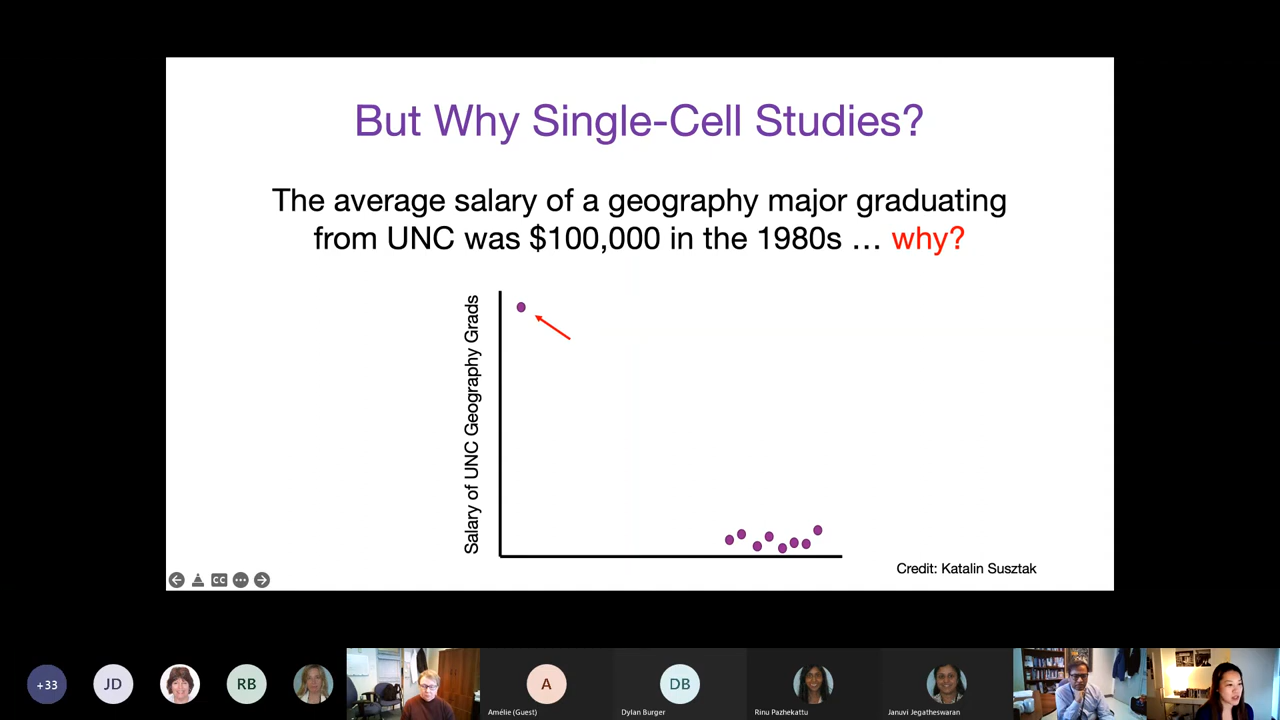 But Why Single-Cell Studies?
The average salary of a geography major graduating
from UNC was $100,000 in the 1980s … why?
Salary of UNC Geography Grads
CC
Credit: Katalin Susztak
+33
JD
RB
A
DB
Amélie (Guest)
Dylan Burger
Rinu Pazhekattu
Januvi Jegatheswaran